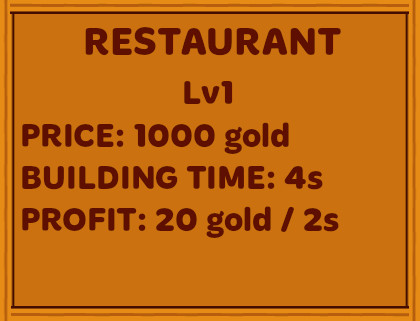 RESTAURANT
Lv1
PRICE: 1000 gold
BUILDING TIME: 4s
PROFIT: 20 gold / 2s